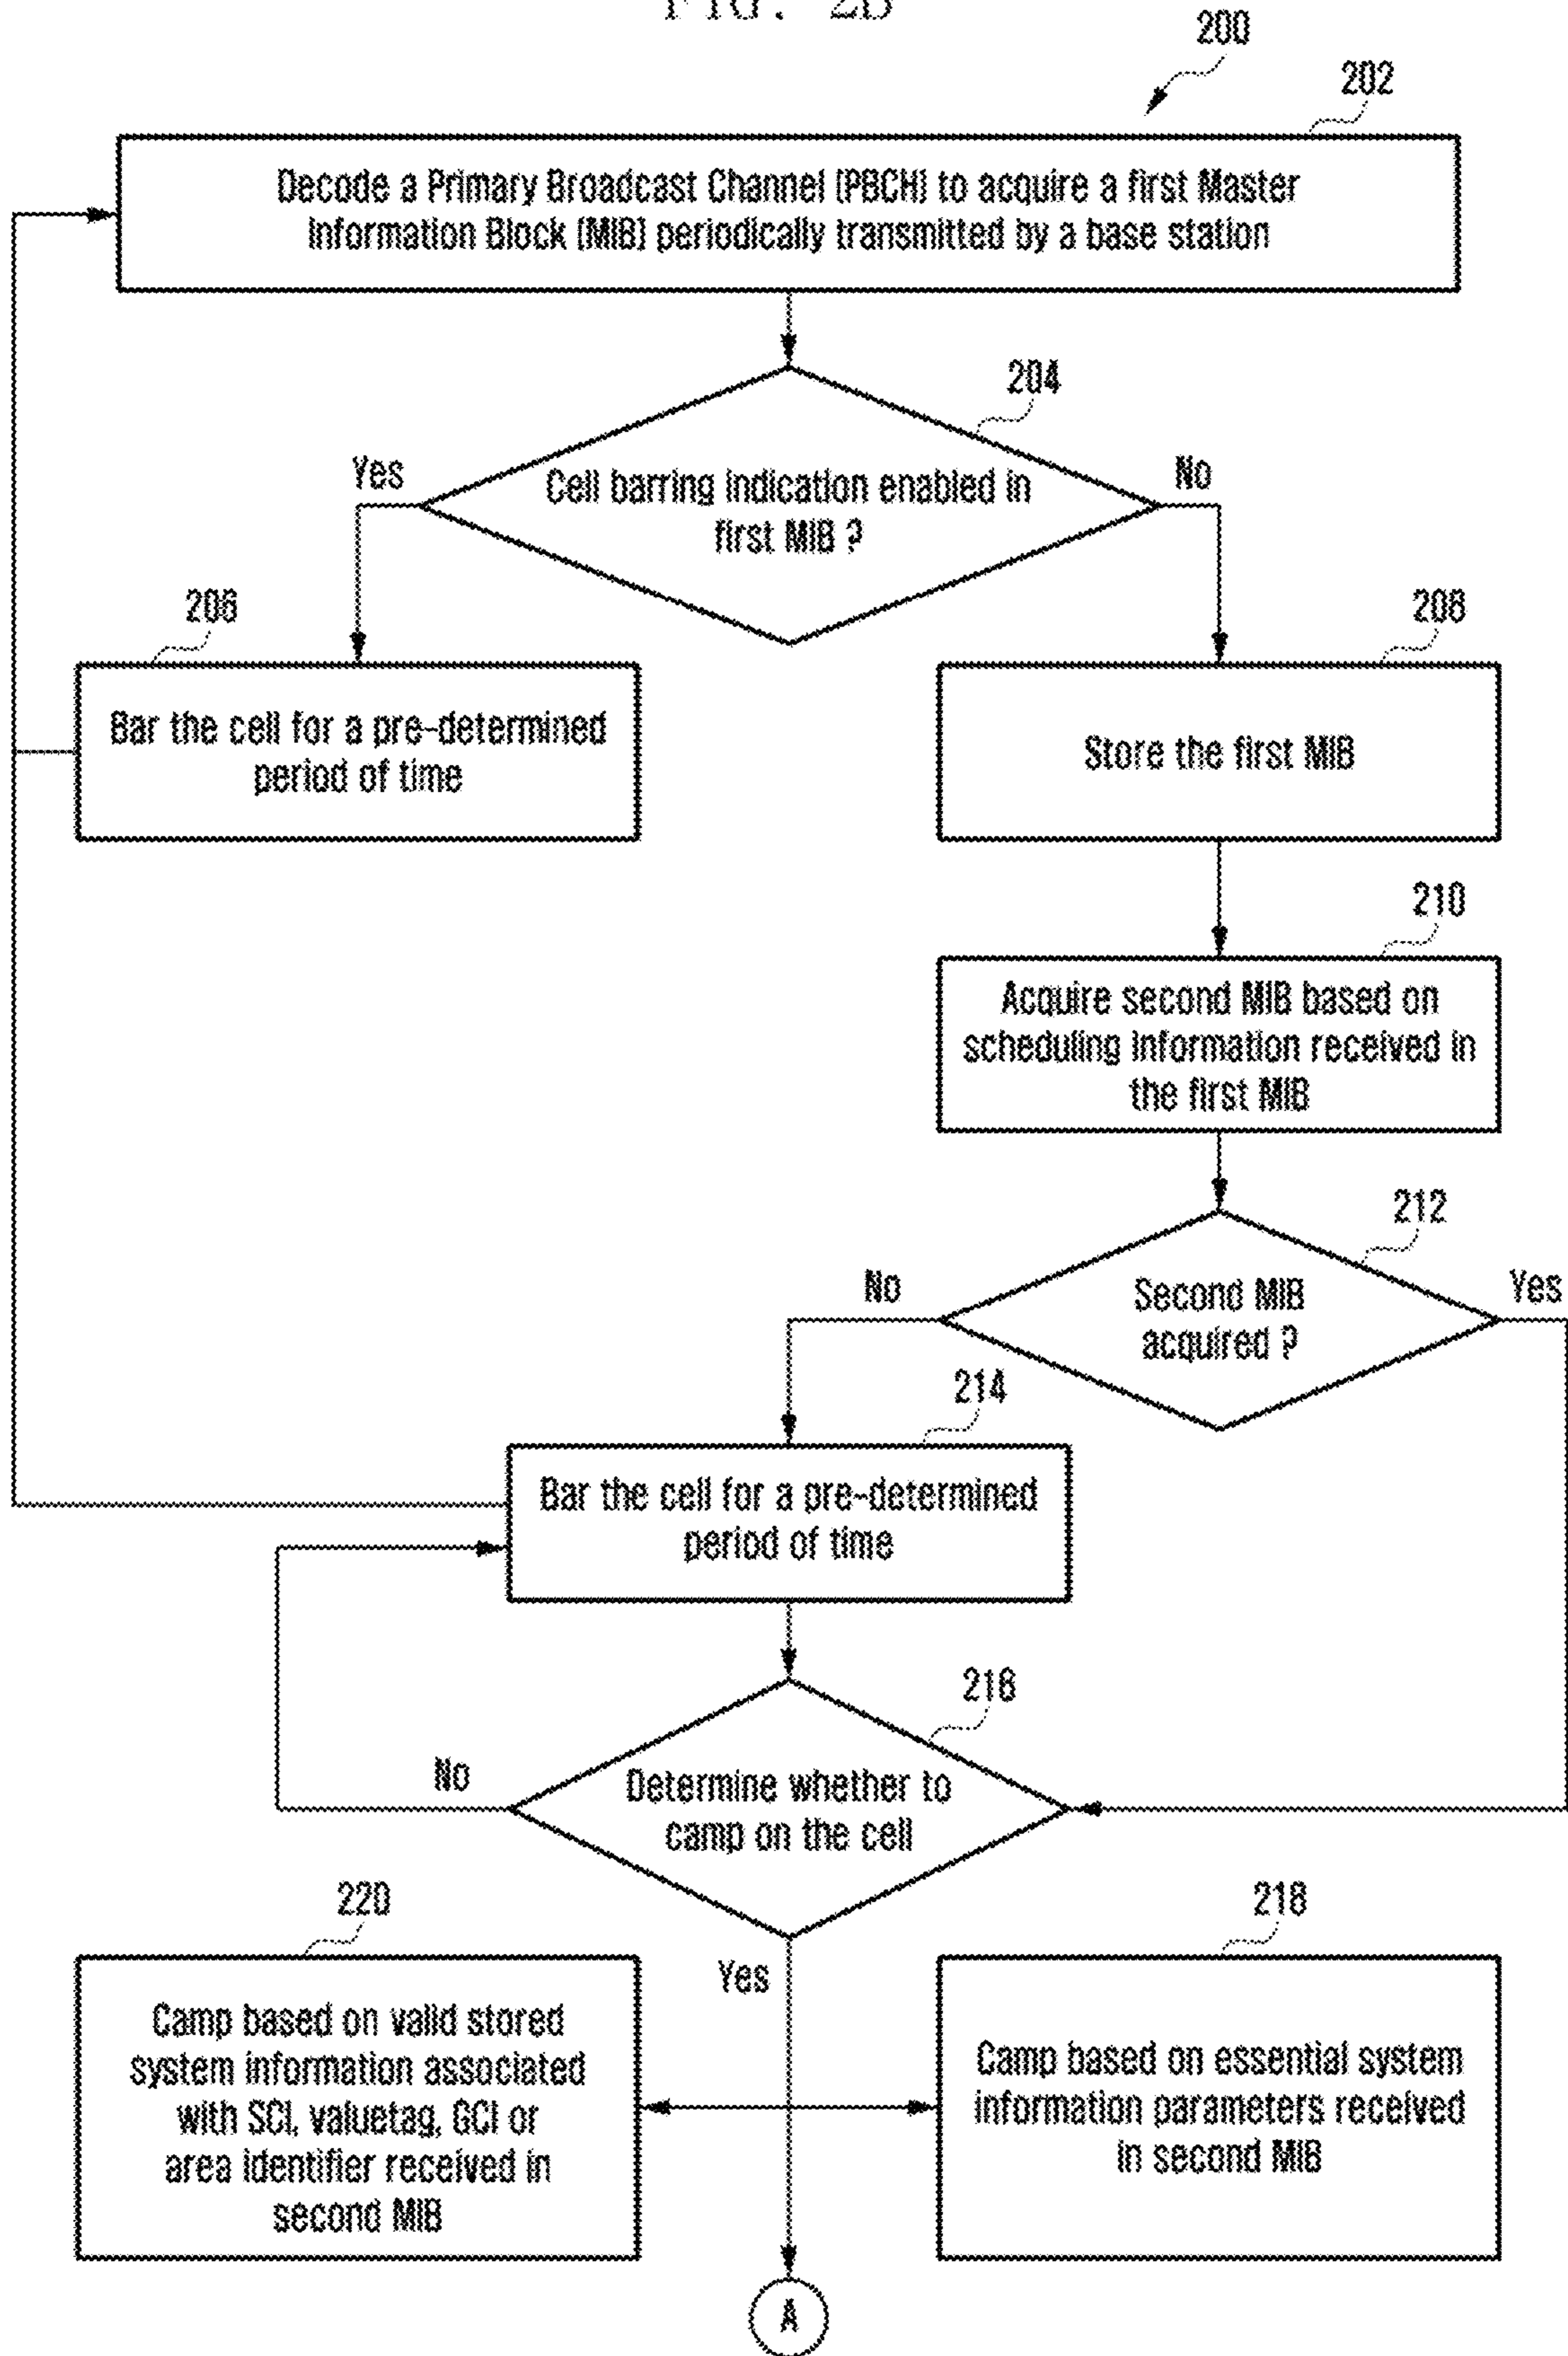 FIG. 2B
200
202
Decode a Primary Broadcast Channel (PBCH) to acquire a first Master
Information Block (MIB) periodically transmitted by a base station
204
Yes
No
Cell barring indication enabled in
first MIB ?
206
208
Bar the cell for a pre-determined
period of time
Store the first MIB
210
Acquire second MIB based on
scheduling information received in
the first MIB
212
No
Yes
Second MIB
acquired ?
214
Bar the cell for a pre-determined
period of time
216
No
Determine whether to
camp on the cell
220
218
Yes
Camp based on valid stored
system information associated
with SCI, valuetag, GCI or
area identifier received in
second MIB
Camp based on essential system
information parameters received
in second MIB
A